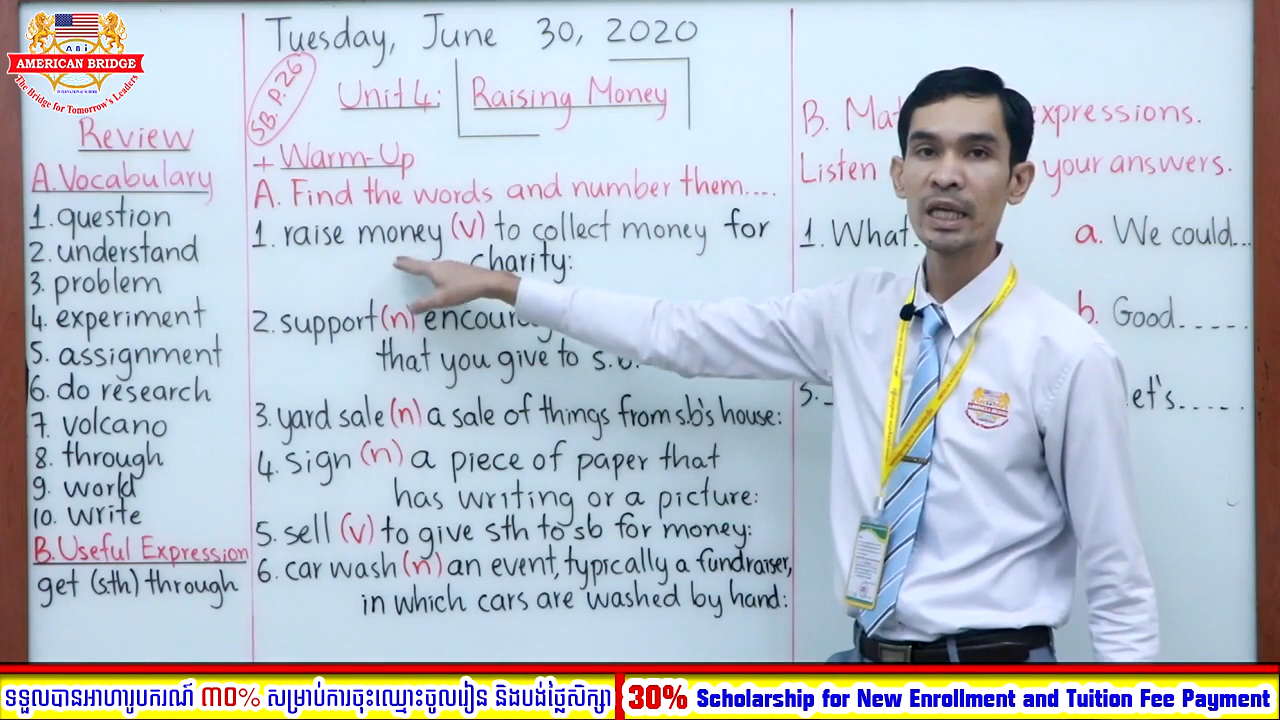 ABi
AMERICAN BRIDGE
The Bridge for Tomorrow's Leaders
INTERNATIONAL SCHOOL
Tuesday, June 30, 2020
SB. P.26
Unit 4: Raising Money
Review
A. Vocabulary
1. question
2. understand
3. problem
4. experiment
5. assignment
6. do research
7. volcano
8. through
9. world
10. write
B. Useful Expression
get (sth) through
+ Warm-Up
A. Find the words and number them....
1. raise money (v) to collect money for
charity:
2. support (n)
that you give to s.b.
3. yard sale (n) a sale of things from sb's house:
4. sign (n) a piece of paper that
has writing or a picture:
5. sell (v) to give sth to sb for money:
6. car wash (n) an event, typically a fundraiser,
in which cars are washed by hand:
B.
Listen your answers.
1. What. a. We could...
b. Good.....
AMERICAN BRIDGE
ទទួលបានអាហារូបករណ៍ ៣០% សម្រាប់ការចុះឈ្មោះចូលរៀន និងបង់ថ្លៃសិក្សា
30% Scholarship for New Enrollment and Tuition Fee Payment